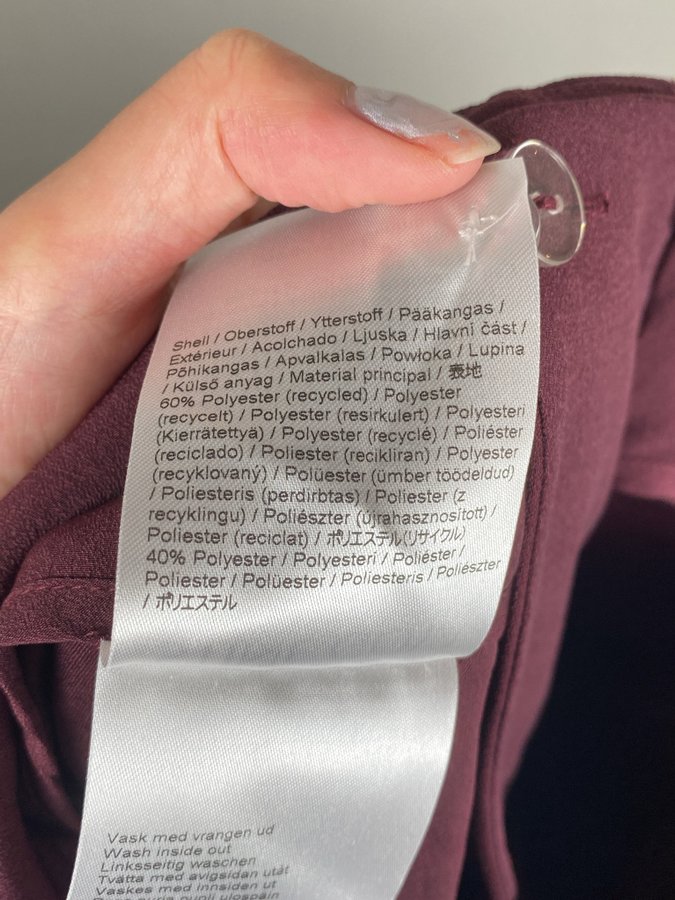 Shell / Oberstoff / Ytterstoff / Pääkangas /
Extérieur / Acolchado / Ljuska / Hlavní část /
Põhikangas / Apvalkalas / Powłoka / Lupina
/ Külső anyag / Material principal / 表地
60% Polyester (recycled) / Polyester
(recycelt) / Polyester (resirkulert) / Polyesteri
(Kierrätettyä) / Polyester (recyclé) / Poliéster
(reciclado) / Poliester (recikliran) / Polyester
(recyklovaný) / Polüester (ümber töödeldud)
/ Poliesteris (perdirbtas) / Poliester (z
recyklingu) / Poliészter (újrahasznosított) /
Poliester (reciclat) / ポリエステル(リサイクル)
40% Polyester / Polyesteri / Poliéster /
Poliester / Polüester / Poliesteris / Poliészter
/ ポリエステル
Vask med vrangen ud
Wash inside out
Linksseitig waschen
Tvätta med avigsidan utåt
Vaskes med innsiden ut